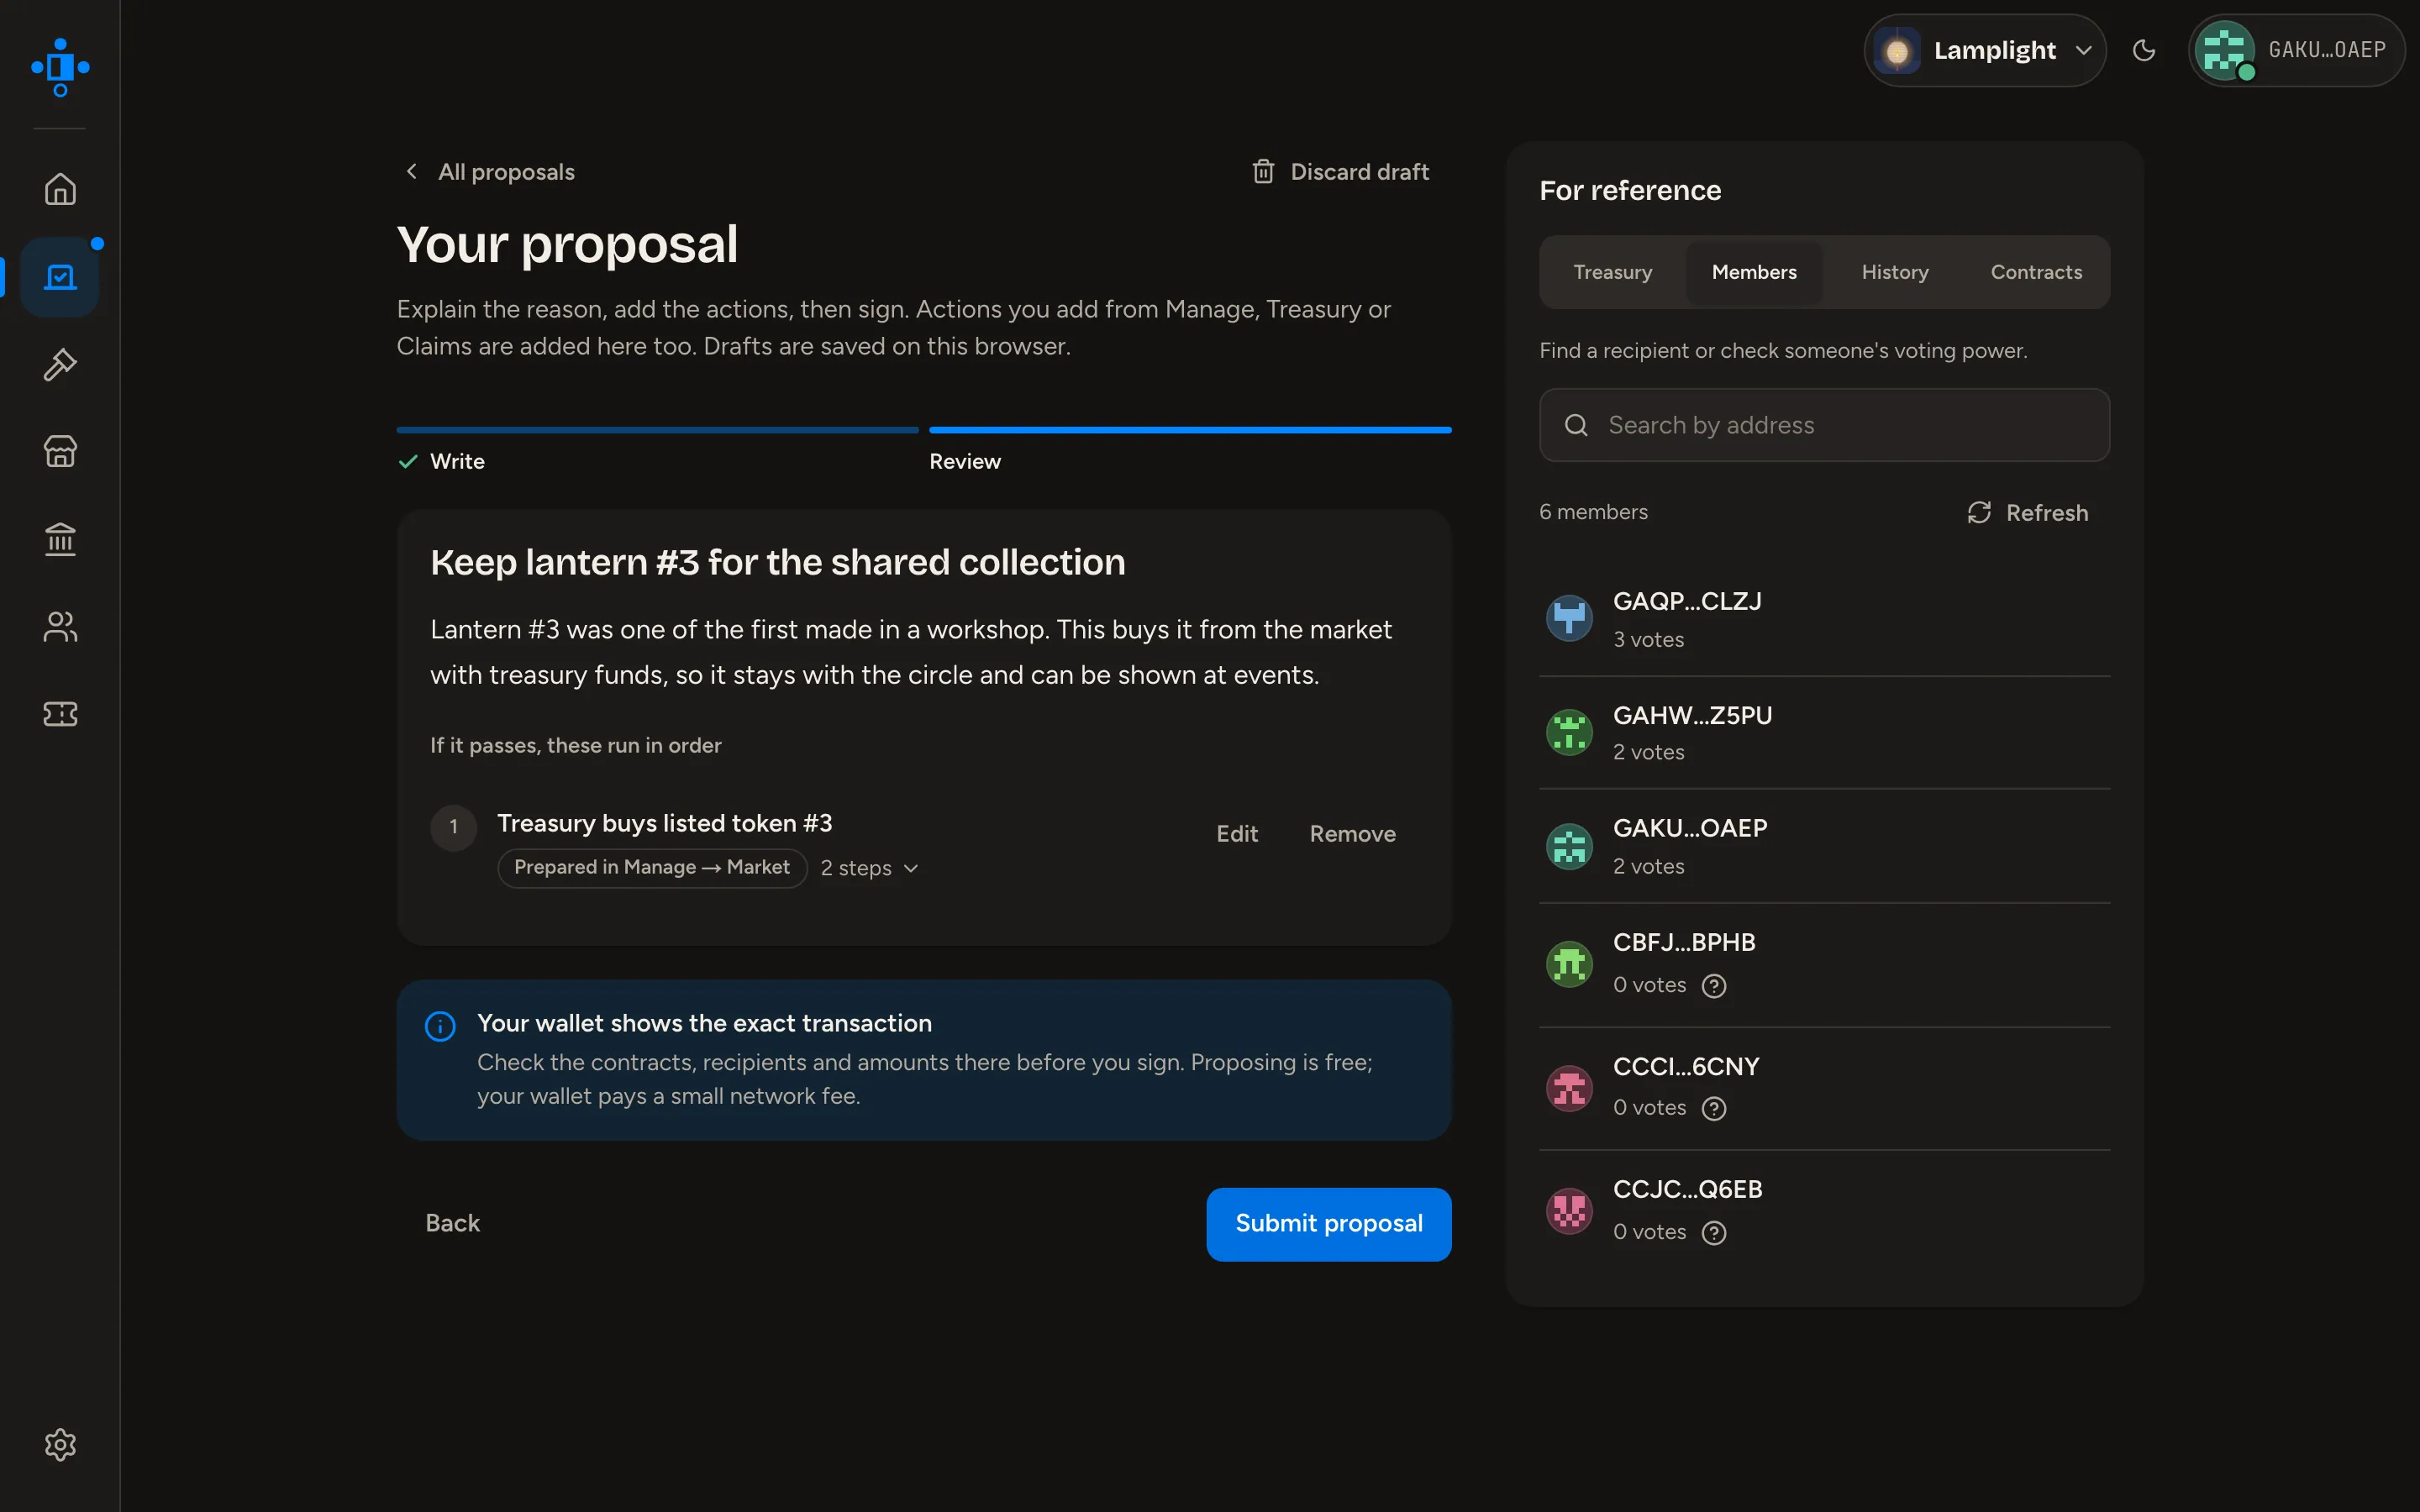 Lamplight
GAKU...OAEP
All proposals
Discard draft
Your proposal
Explain the reason, add the actions, then sign. Actions you add from Manage, Treasury or
Claims are added here too. Drafts are saved on this browser.
Write
Review
Keep lantern #3 for the shared collection
Lantern #3 was one of the first made in a workshop. This buys it from the market
with treasury funds, so it stays with the circle and can be shown at events.
If it passes, these run in order
1
Treasury buys listed token #3
Edit
Remove
Prepared in Manage → Market
2 steps
Your wallet shows the exact transaction
Check the contracts, recipients and amounts there before you sign. Proposing is free;
your wallet pays a small network fee.
Back
Submit proposal
For reference
Treasury
Members
History
Contracts
Find a recipient or check someone's voting power.
Search by address
6 members
Refresh
GAQP...CLZJ
3 votes
GAHW...Z5PU
2 votes
GAKU...OAEP
2 votes
CBFJ...BPHB
0 votes
CCCI...6CNY
0 votes
CCJC...Q6EB
0 votes